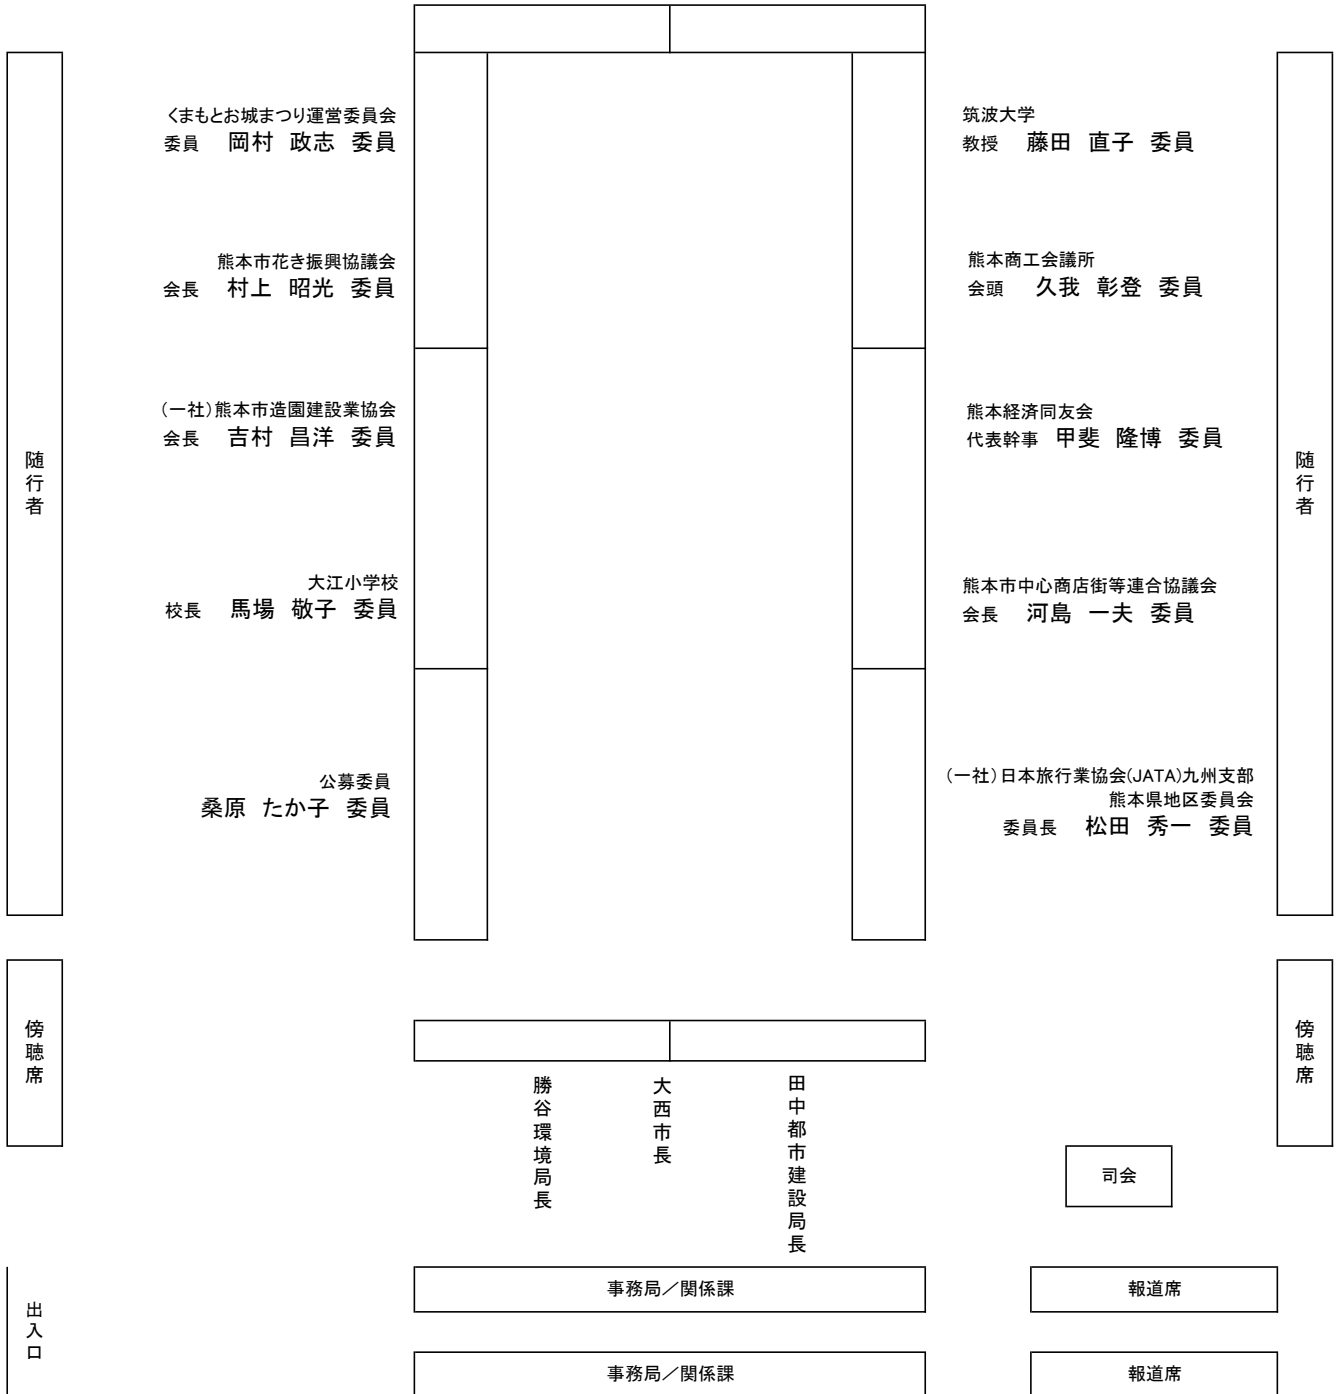 くまもとお城まつり運営委員会
委員 岡村 政志 委員
熊本市花き振興協議会
会長 村上 昭光 委員
（一社）熊本市造園建設業協会
会長 吉村 昌洋 委員
大江小学校
校長 馬場 敬子 委員
公募委員
桑原 たか子 委員
筑波大学
教授 藤田 直子 委員
熊本商工会議所
会頭 久我 彰登 委員
熊本経済同友会
代表幹事 甲斐 隆博 委員
熊本市中心商店街等連合協議会
会長 河島 一夫 委員
（一社）日本旅行業協会(JATA)九州支部
熊本県地区委員会
委員長 松田 秀一 委員
随行者
随行者
傍聴席
傍聴席
勝谷環境局長
大西市長
田中都市建設局長
司会
事務局／関係課
報道席
出入口
事務局／関係課
報道席